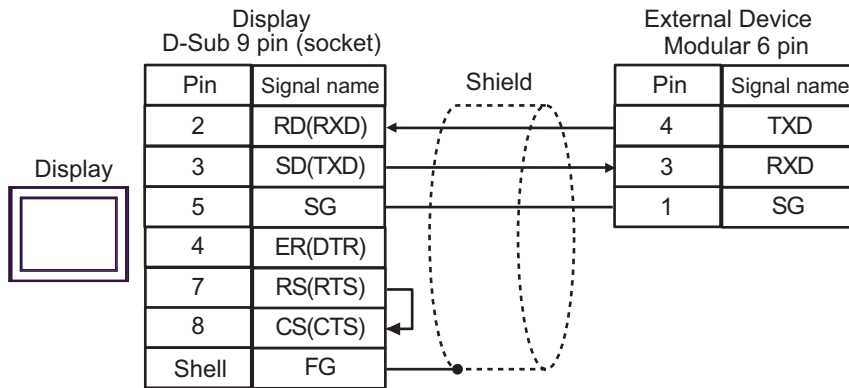 Display
D-Sub 9 pin (socket)
External Device
Modular 6 pin
Pin Signal name Shield Pin Signal name
2 RD(RXD) 4 TXD
Display 3 SD(TXD) 3 RXD
5 SG 1 SG
4 ER(DTR)
7 RS(RTS)
8 CS(CTS)
Shell FG